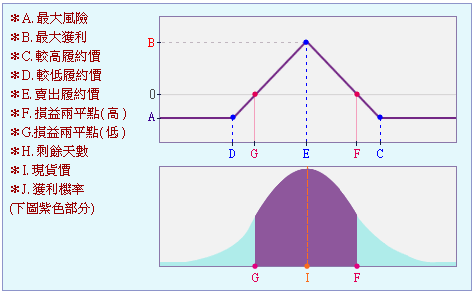 ＊A.最大風險
＊B.最大獲利
＊C.較高履約價
＊D.較低履約價
＊E.賣出履約價
＊F.損益兩平點(高)
＊G.損益兩平點(低)
＊H.剩餘天數
＊I.現貨價
＊J.獲利機率
(下圖紫色部分)
B
0
A
D G E F C
G I F